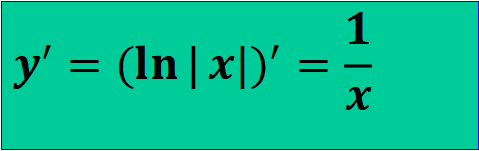 y′ = (ln | x|)′ = 1/x